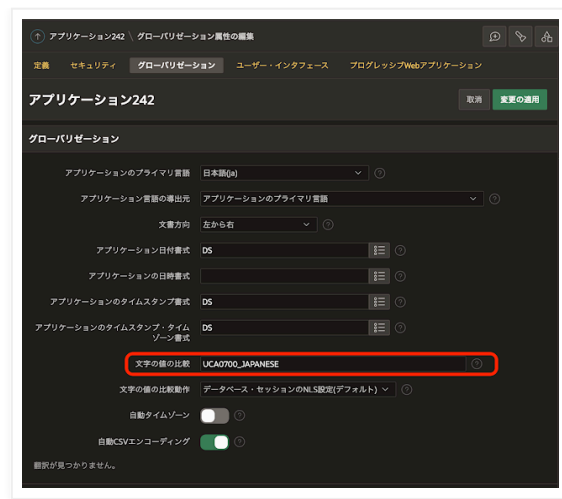 アプリケーション242 \ グローバリゼーション属性の編集
定義 セキュリティ グローバリゼーション ユーザー・インタフェース プログレッシブWebアプリケーション
アプリケーション242 取消 変更の適用
グローバリゼーション
アプリケーションのプライマリ言語 日本語(ja)
アプリケーション言語の導出元 アプリケーションのプライマリ言語
文書方向 左から右
アプリケーション日付書式 DS
アプリケーションの日時書式
アプリケーションのタイムスタンプ書式 DS
アプリケーションのタイムスタンプ・タイム DS
ゾーン書式
文字の値の比較 UCA0700_JAPANESE
文字の値の比較動作 データベース・セッションのNLS設定(デフォルト)
自動タイムゾーン
自動CSVエンコーディング
翻訳が見つかりません。